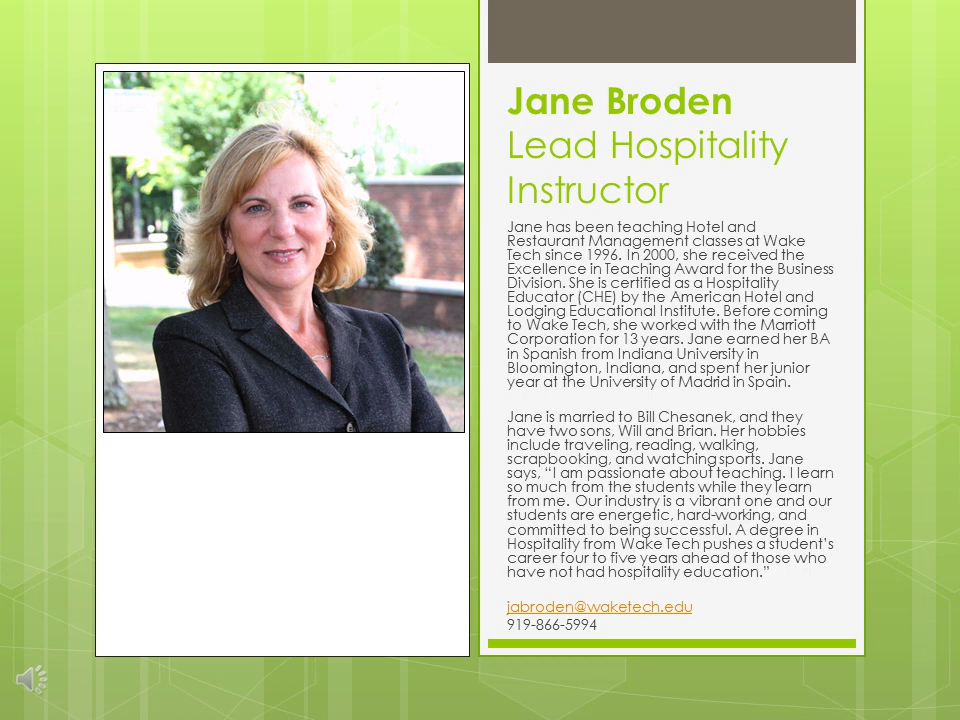 Jane Broden
Lead Hospitality
Instructor
Jane has been teaching Hotel and
Restaurant Management classes at Wake
Tech since 1996. In 2000, she received the
Excellence in Teaching Award for the Business
Division. She is certified as a Hospitality
Educator (CHE) by the American Hotel and
Lodging Educational Institute. Before coming
to Wake Tech, she worked with the Marriott
Corporation for 13 years. Jane earned her BA
in Spanish from Indiana University in
Bloomington, Indiana, and spent her junior
year at the University of Madrid in Spain.
Jane is married to Bill Chesanek, and they
have two sons, Will and Brian. Her hobbies
include traveling, reading, walking,
scrapbooking, and watching sports. Jane
says, “I am passionate about teaching. I learn
so much from the students while they learn
from me. Our industry is a vibrant one and our
students are energetic, hard-working, and
committed to being successful. A degree in
Hospitality from Wake Tech pushes a student’s
career four to five years ahead of those who
have not had hospitality education.”
jabroden@waketech.edu
919-866-5994